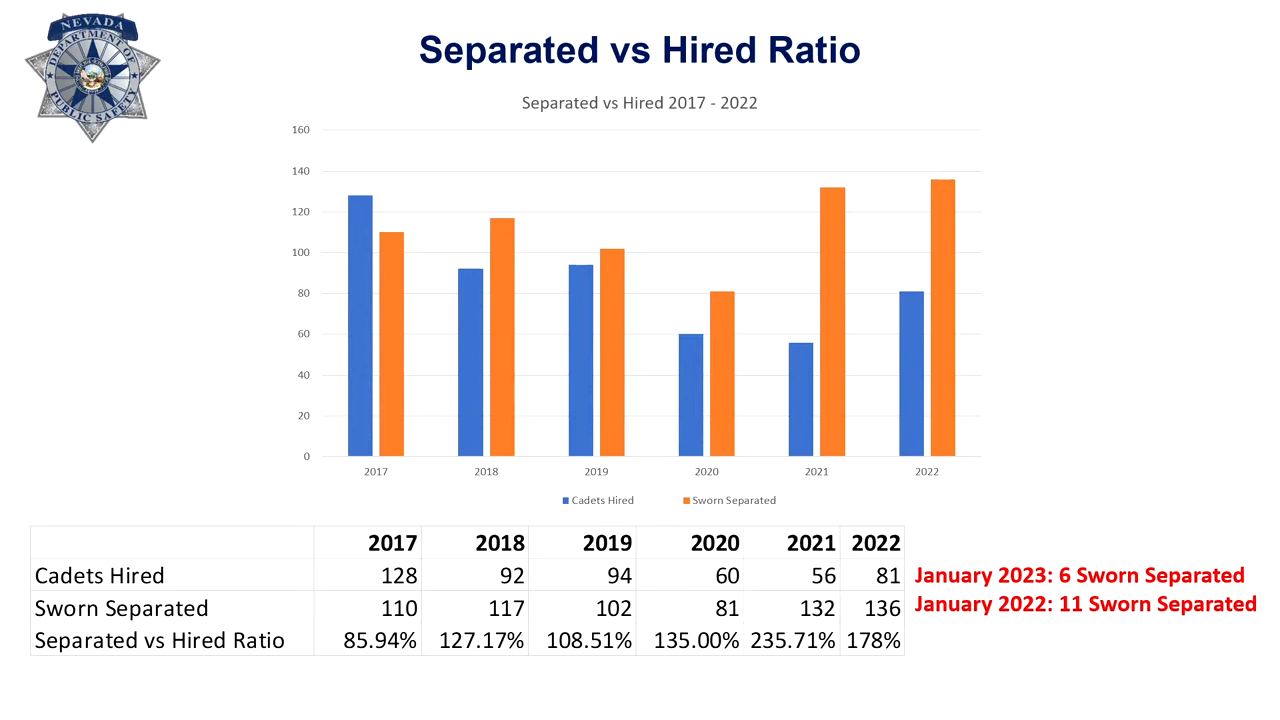 NEVADA
DEPARTMENT OF
PUBLIC SAFETY
Separated vs Hired Ratio
Separated vs Hired 2017 - 2022
160
140
120
100
80
60
40
20
0
2017 2018 2019 2020 2021 2022
Cadets Hired Sworn Separated
2017 2018 2019 2020 2021 2022
Cadets Hired 128 92 94 60 56 81
January 2023: 6 Sworn Separated
Sworn Separated 110 117 102 81 132 136
January 2022: 11 Sworn Separated
Separated vs Hired Ratio 85.94% 127.17% 108.51% 135.00% 235.71% 178%